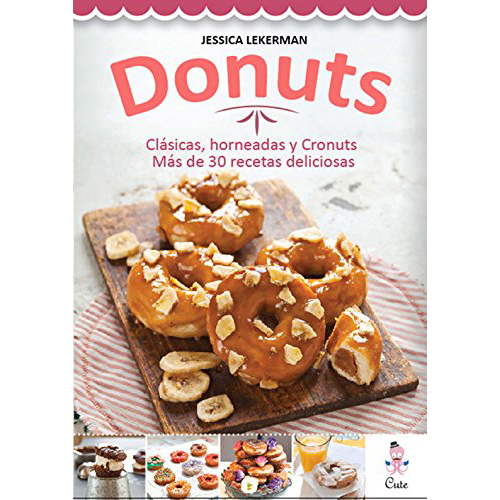 JESSICA LEKERMAN
Donuts
Clásicas, horneadas y Cronuts
Más de 30 recetas deliciosas
Cute